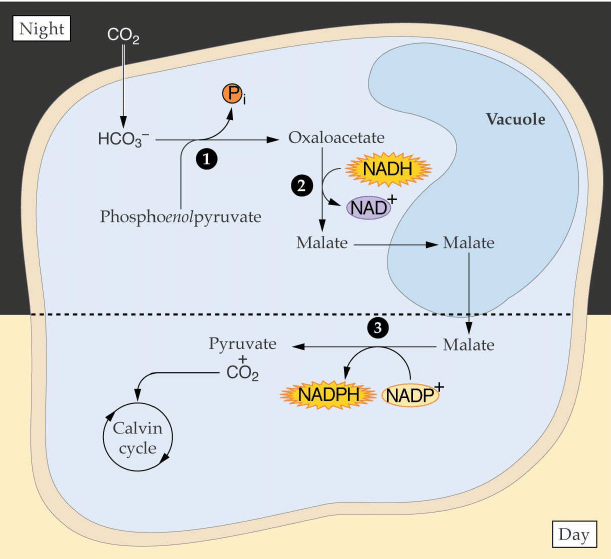 Night
CO2
Pi
HCO3–
Oxaloacetate
Vacuole
1
NADH
2
Phosphoenolpyruvate
NAD+
Malate
Malate
3
Pyruvate
Malate
+
CO2
NADPH
NADP+
Calvin
cycle
Day